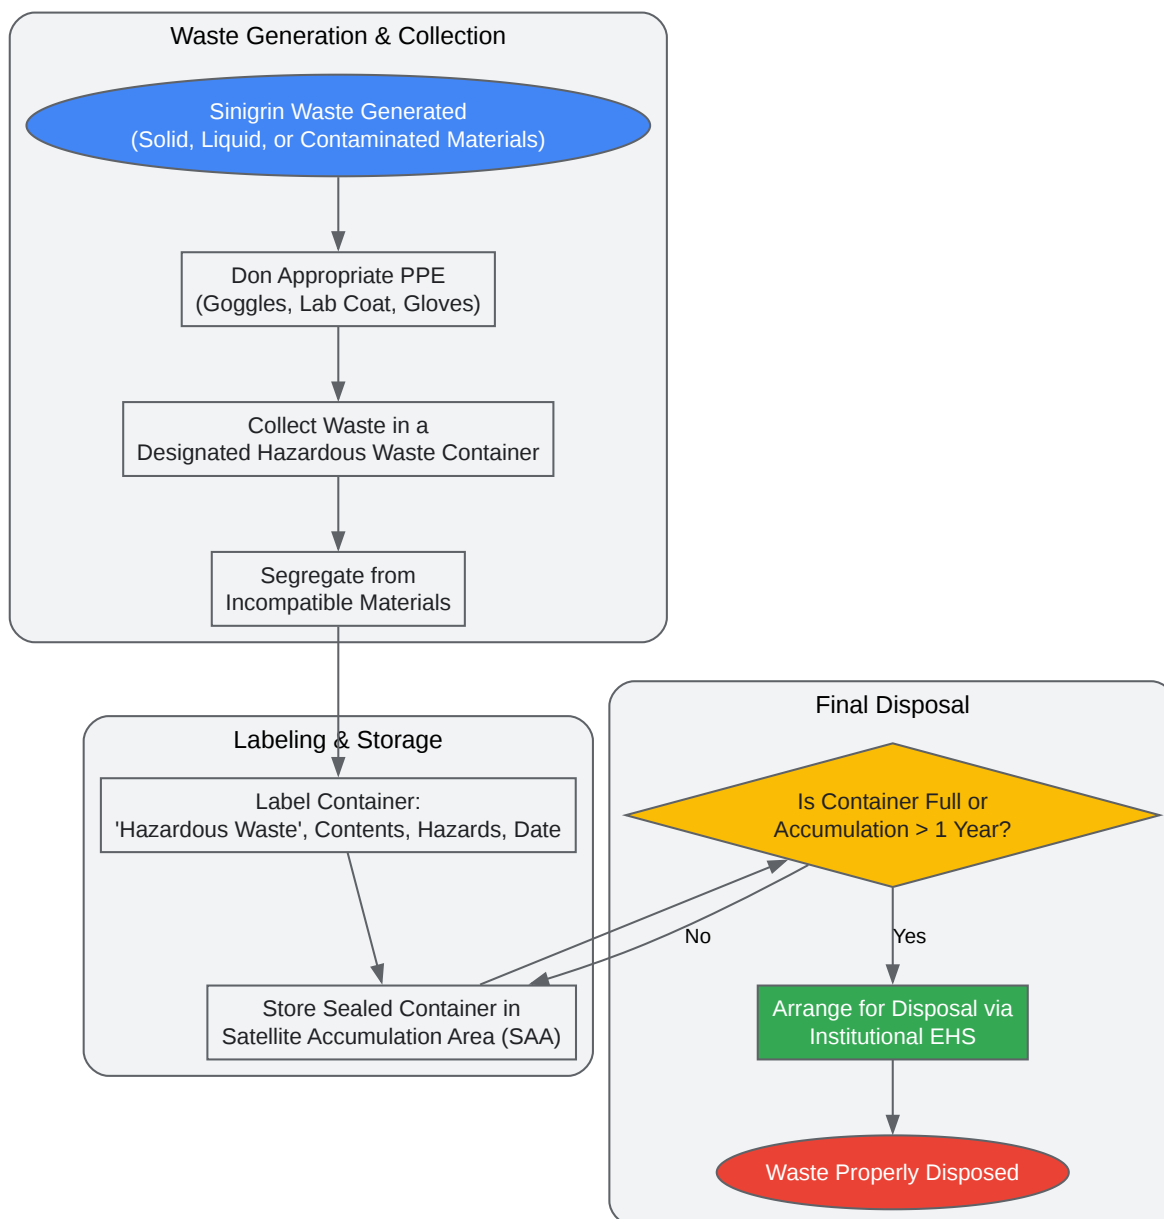 Waste Generation & Collection
Sinigrin Waste Generated
(Solid, Liquid, or Contaminated Materials)
Don Appropriate PPE
(Goggles, Lab Coat, Gloves)
Collect Waste in a
Designated Hazardous Waste Container
Segregate from
Incompatible Materials
Labeling & Storage
Label Container:
'Hazardous Waste', Contents, Hazards, Date
Store Sealed Container in
Satellite Accumulation Area (SAA)
Final Disposal
Is Container Full or
Accumulation > 1 Year?
No
Yes
Arrange for Disposal via
Institutional EHS
Waste Properly Disposed